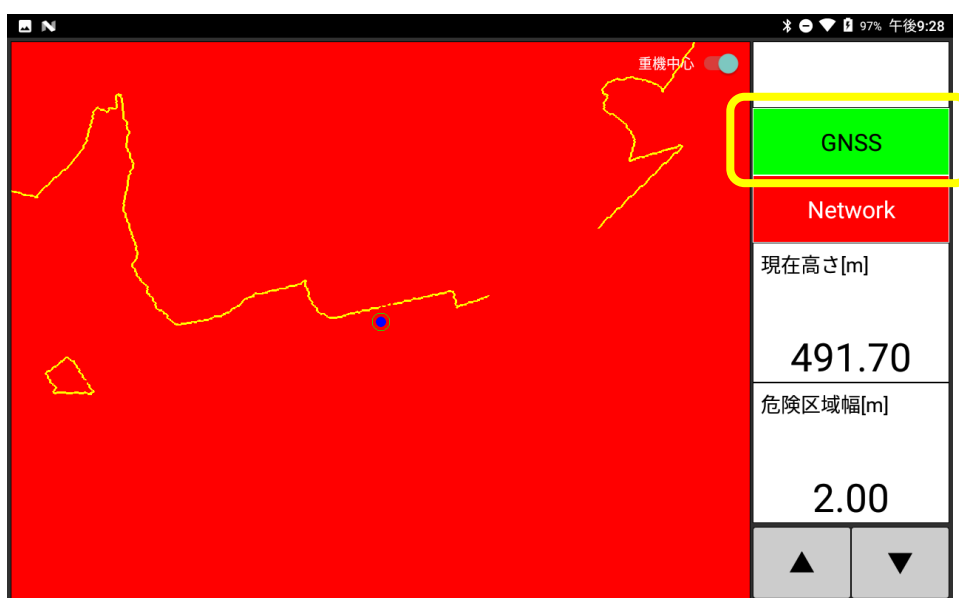 97% 午後9:28
重機中心
GNSS
Network
現在高さ[m]
491.70
危険区域幅[m]
2.00
▲ ▼